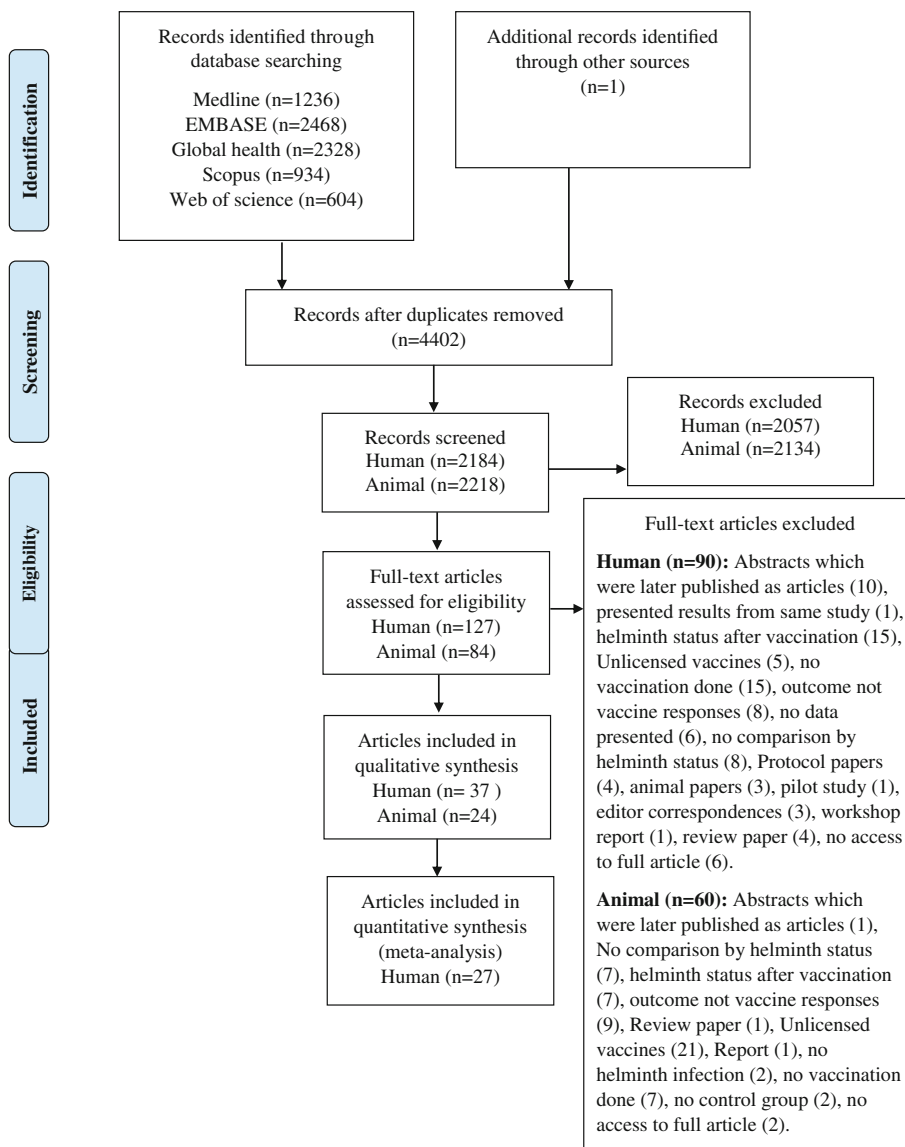 Identification
Records identified through
database searching
Medline (n=1236)
EMBASE (n=2468)
Global health (n=2328)
Scopus (n=934)
Web of science (n=604)
Additional records identified
through other sources
(n=1)
Screening
Records after duplicates removed
(n=4402)
Records screened
Human (n=2184)
Animal (n=2218)
Records excluded
Human (n=2057)
Animal (n=2134)
Eligibility
Full-text articles
assessed for eligibility
Human (n=127)
Animal (n=84)
Full-text articles excluded
Human (n=90): Abstracts which
were later published as articles (10),
presented results from same study (1),
helminth status after vaccination (15),
Unlicensed vaccines (5), no
vaccination done (15), outcome not
vaccine responses (8), no data
presented (6), no comparison by
helminth status (8), Protocol papers
(4), animal papers (3), pilot study (1),
editor correspondences (3), workshop
report (1), review paper (4), no access
to full article (6).
Animal (n=60): Abstracts which
were later published as articles (1),
No comparison by helminth status
(7), helminth status after vaccination
(7), outcome not vaccine responses
(9), Review paper (1), Unlicensed
vaccines (21), Report (1), no
helminth infection (2), no vaccination
done (7), no control group (2), no
access to full article (2).
Included
Articles included in
qualitative synthesis
Human (n= 37 )
Animal (n=24)
Articles included in
quantitative synthesis
(meta-analysis)
Human (n=27)